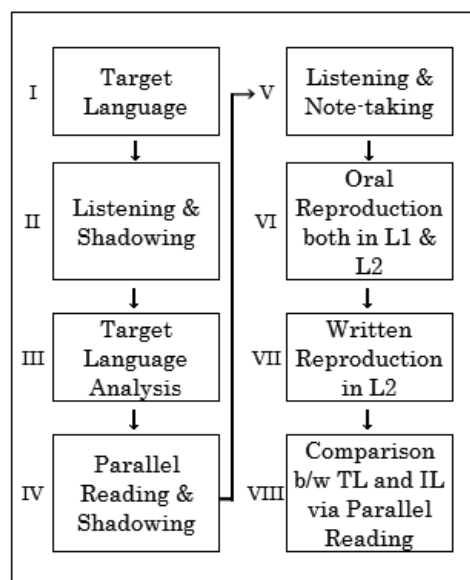 I
Target
Language
II
Listening &
Shadowing
III
Target
Language
Analysis
IV
Parallel
Reading &
Shadowing
V
Listening &
Note-taking
VI
Oral
Reproduction
both in L1 &
L2
VII
Written
Reproduction
in L2
VIII
Comparison
b/w TL and IL
via Parallel
Reading